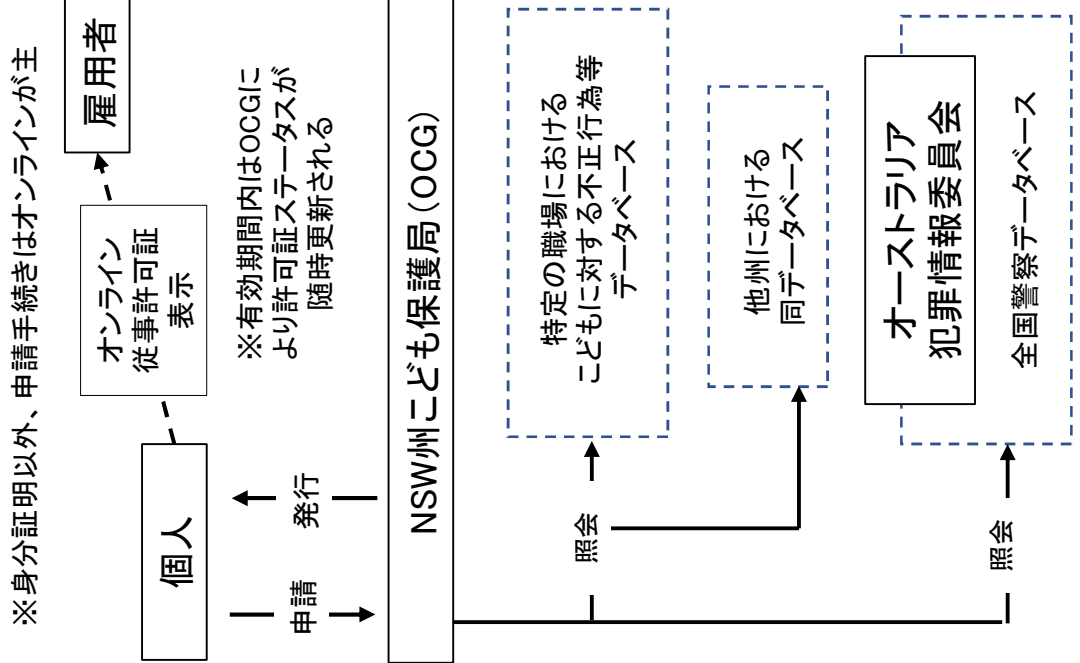 ※身分証明以外、申請手続きはオンラインが主
個人
オンライン
従事許可証
表示
雇用者
申請
発行
※有効期間内はOCGに
より許可証ステータスが
随時更新される
NSW州こども保護局(OCG)
照会
特定の職場における
こどもに対する不正行為等
データベース
他州における
同データベース
照会
オーストラリア
犯罪情報委員会
全国警察データベース